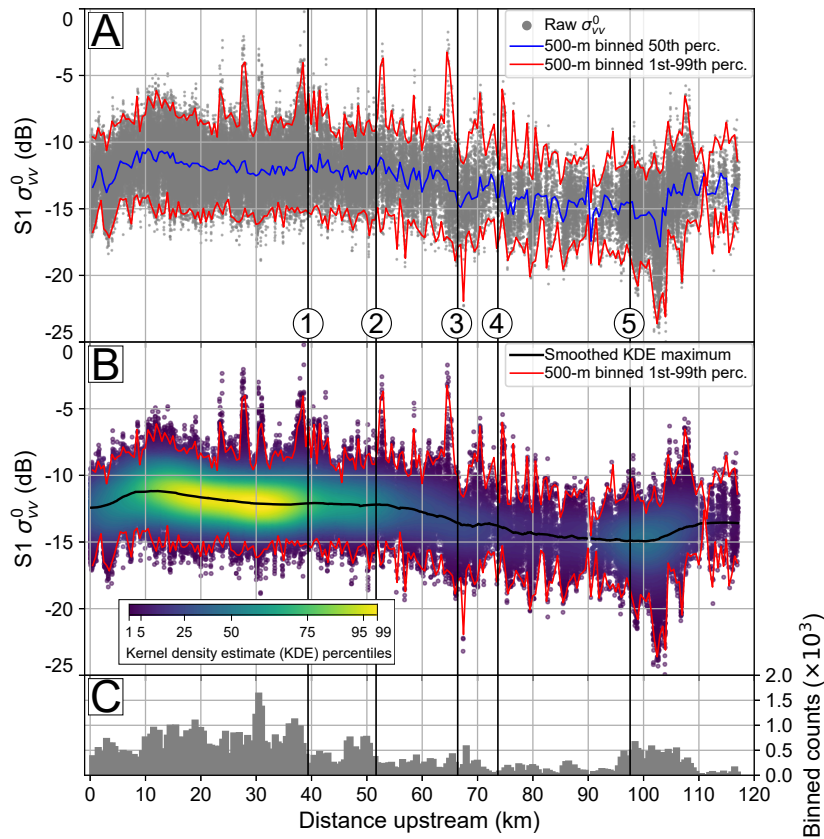 A
0
-5
-10
-15
-20
-25
S1 σ⁰vv (dB)
Raw σ⁰vv
500-m binned 50th perc.
500-m binned 1st-99th perc.
1 2 3 4 5
B
0
-5
-10
-15
-20
-25
S1 σ⁰vv (dB)
Smoothed KDE maximum
500-m binned 1st-99th perc.
1 5 25 50 75 95 99
Kernel density estimate (KDE) percentiles
C
2.0
1.5
1.0
0.5
0.0
Binned counts (×10³)
0 10 20 30 40 50 60 70 80 90 100 110 120
Distance upstream (km)